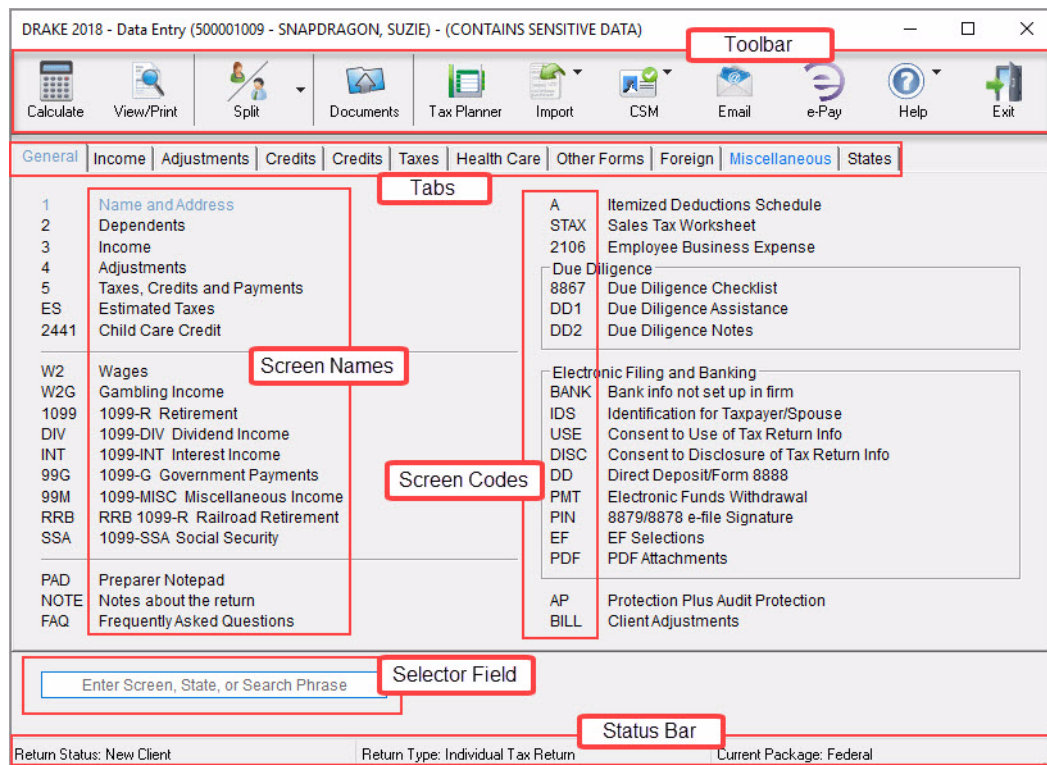 DRAKE 2018 - Data Entry (500001009 - SNAPDRAGON, SUZIE) - (CONTAINS SENSITIVE DATA)
Toolbar
Calculate View/Print Split Documents Tax Planner Import CSM Email e-Pay Help Exit
General Income Adjustments Credits Credits Taxes Health Care Other Forms Foreign Miscellaneous States
Tabs
1 Name and Address
2 Dependents
3 Income
4 Adjustments
5 Taxes, Credits and Payments
ES Estimated Taxes
2441 Child Care Credit
Screen Names
W2 Wages
W2G Gambling Income
1099 1099-R Retirement
DIV 1099-DIV Dividend Income
INT 1099-INT Interest Income
99G 1099-G Government Payments
99M 1099-MISC Miscellaneous Income
RRB RRB 1099-R Railroad Retirement
SSA 1099-SSA Social Security
PAD Preparer Notepad
NOTE Notes about the return
FAQ Frequently Asked Questions
A Itemized Deductions Schedule
STAX Sales Tax Worksheet
2106 Employee Business Expense
Due Diligence
8867 Due Diligence Checklist
DD1 Due Diligence Assistance
DD2 Due Diligence Notes
Electronic Filing and Banking
BANK Bank info not set up in firm
IDS Identification for Taxpayer/Spouse
USE Consent to Use of Tax Return Info
DISC Consent to Disclosure of Tax Return Info
Screen Codes
DD Direct Deposit/Form 8888
PMT Electronic Funds Withdrawal
PIN 8879/8878 e-file Signature
EF EF Selections
PDF PDF Attachments
AP Protection Plus Audit Protection
BILL Client Adjustments
Enter Screen, State, or Search Phrase
Selector Field
Status Bar
Return Status: New Client Return Type: Individual Tax Return Current Package: Federal